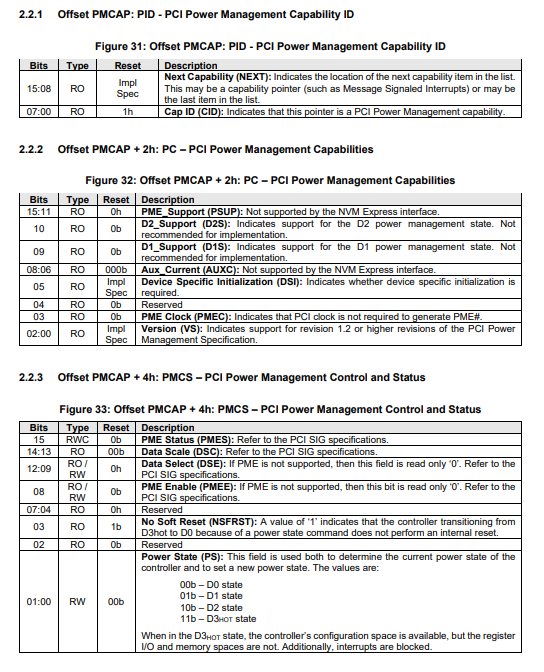 2.2.1 Offset PMCAP: PID - PCI Power Management Capability ID
Figure 31: Offset PMCAP: PID - PCI Power Management Capability ID
Bits Type Reset Description
15:08 RO Impl Spec Next Capability (NEXT): Indicates the location of the next capability item in the list.
This may be a capability pointer (such as Message Signaled Interrupts) or may be
the last item in the list.
07:00 RO 1h Cap ID (CID): Indicates that this pointer is a PCI Power Management capability.
2.2.2 Offset PMCAP + 2h: PC – PCI Power Management Capabilities
Figure 32: Offset PMCAP + 2h: PC – PCI Power Management Capabilities
Bits Type Reset Description
15:11 RO 0h PME_Support (PSUP): Not supported by the NVM Express interface.
10 RO 0b D2_Support (D2S): Indicates support for the D2 power management state. Not
recommended for implementation.
09 RO 0b D1_Support (D1S): Indicates support for the D1 power management state. Not
recommended for implementation.
08:06 RO 000b Aux_Current (AUXC): Not supported by the NVM Express interface.
05 RO Impl Spec Device Specific Initialization (DSI): Indicates whether device specific initialization is
required.
04 RO 0b Reserved
03 RO 0b PME Clock (PMEC): Indicates that PCI clock is not required to generate PME#.
02:00 RO Impl Spec Version (VS): Indicates support for revision 1.2 or higher revisions of the PCI Power
Management Specification.
2.2.3 Offset PMCAP + 4h: PMCS – PCI Power Management Control and Status
Figure 33: Offset PMCAP + 4h: PMCS – PCI Power Management Control and Status
Bits Type Reset Description
15 RWC 0b PME Status (PMES): Refer to the PCI SIG specifications.
14:13 RO 00b Data Scale (DSC): Refer to the PCI SIG specifications.
12:09 RO / RW 0h Data Select (DSE): If PME is not supported, then this field is read only '0'. Refer to the
PCI SIG specifications.
08 RO / RW 0b PME Enable (PMEE): If PME is not supported, then this bit is read only '0'. Refer to the
PCI SIG specifications.
07:04 RO 0h Reserved
03 RO 1b No Soft Reset (NSFRST): A value of '1' indicates that the controller transitioning from
D3hot to D0 because of a power state command does not perform an internal reset.
02 RO 0b Reserved
01:00 RW 00b Power State (PS): This field is used both to determine the current power state of the
controller and to set a new power state. The values are:
00b – D0 state
01b – D1 state
10b – D2 state
11b – D3HOT state
When in the D3HOT state, the controller's configuration space is available, but the register
I/O and memory spaces are not. Additionally, interrupts are blocked.